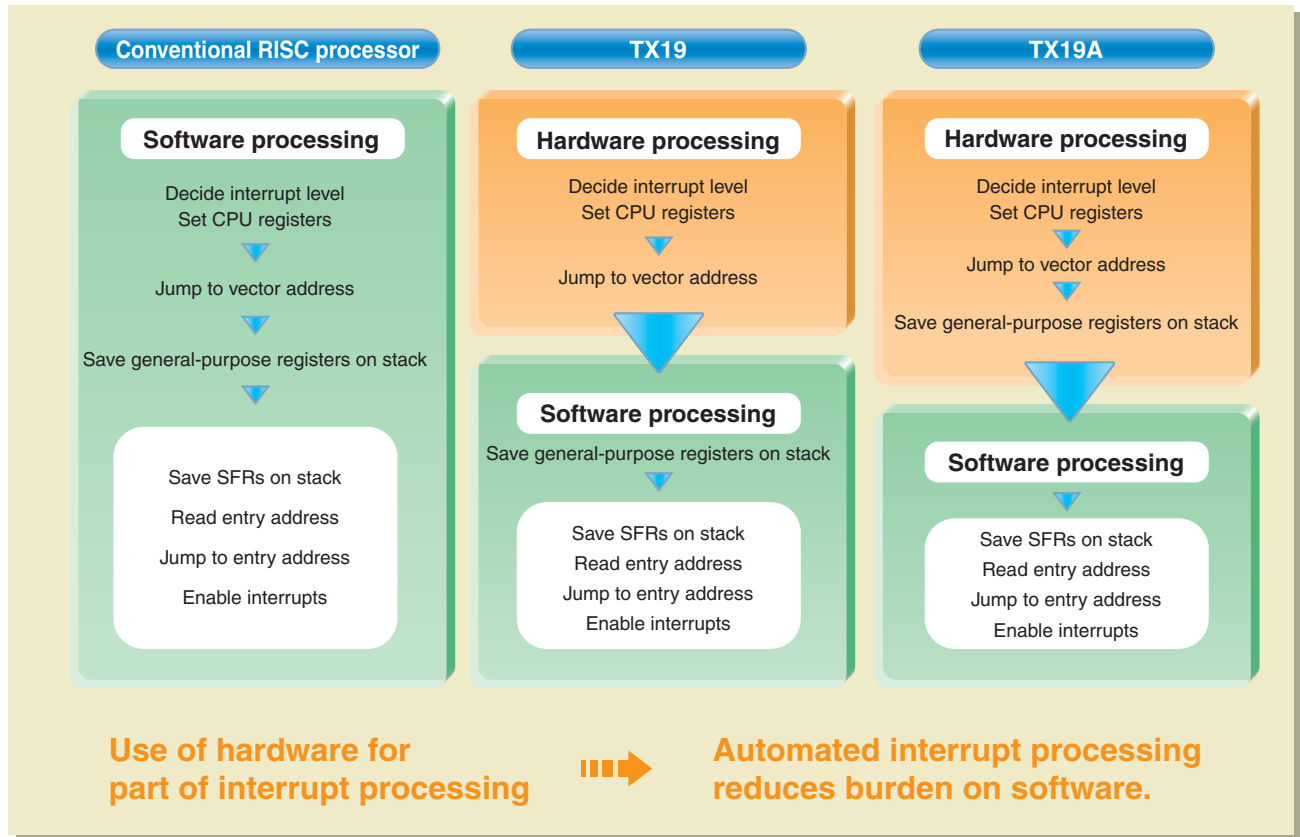 Conventional RISC processor
Software processing
Decide interrupt level
Set CPU registers
Jump to vector address
Save general-purpose registers on stack
Save SFRs on stack
Read entry address
Jump to entry address
Enable interrupts
TX19
Hardware processing
Decide interrupt level
Set CPU registers
Jump to vector address
Software processing
Save general-purpose registers on stack
Save SFRs on stack
Read entry address
Jump to entry address
Enable interrupts
TX19A
Hardware processing
Decide interrupt level
Set CPU registers
Jump to vector address
Save general-purpose registers on stack
Software processing
Save SFRs on stack
Read entry address
Jump to entry address
Enable interrupts
Use of hardware for
part of interrupt processing
Automated interrupt processing
reduces burden on software.